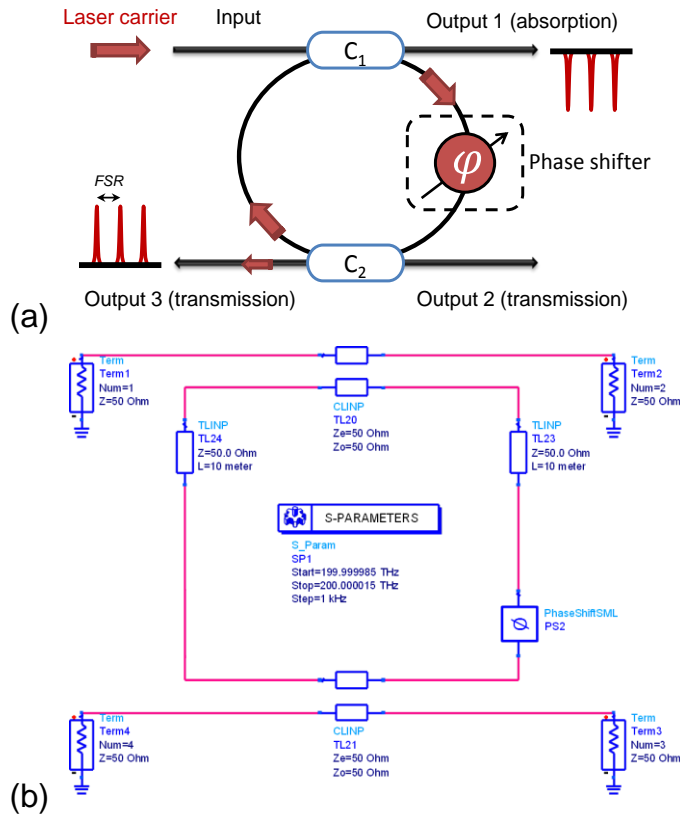 Laser carrier
Input
Output 1 (absorption)
C1
φ
Phase shifter
FSR
C2
Output 3 (transmission)
Output 2 (transmission)
(a)
Term
Term1
Num=1
Z=50 Ohm
Term
Term2
Num=2
Z=50 Ohm
CLINP
TL20
Ze=50 Ohm
Zo=50 Ohm
TLINP
TL24
Z=50.0 Ohm
L=10 meter
TLINP
TL23
Z=50.0 Ohm
L=10 meter
S-PARAMETERS
S_Param
SP1
Start=199.999985 THz
Stop=200.000015 THz
Step=1 kHz
PhaseShiftSML
PS2
Term
Term4
Num=4
Z=50 Ohm
CLINP
TL21
Ze=50 Ohm
Zo=50 Ohm
Term
Term3
Num=3
Z=50 Ohm
(b)